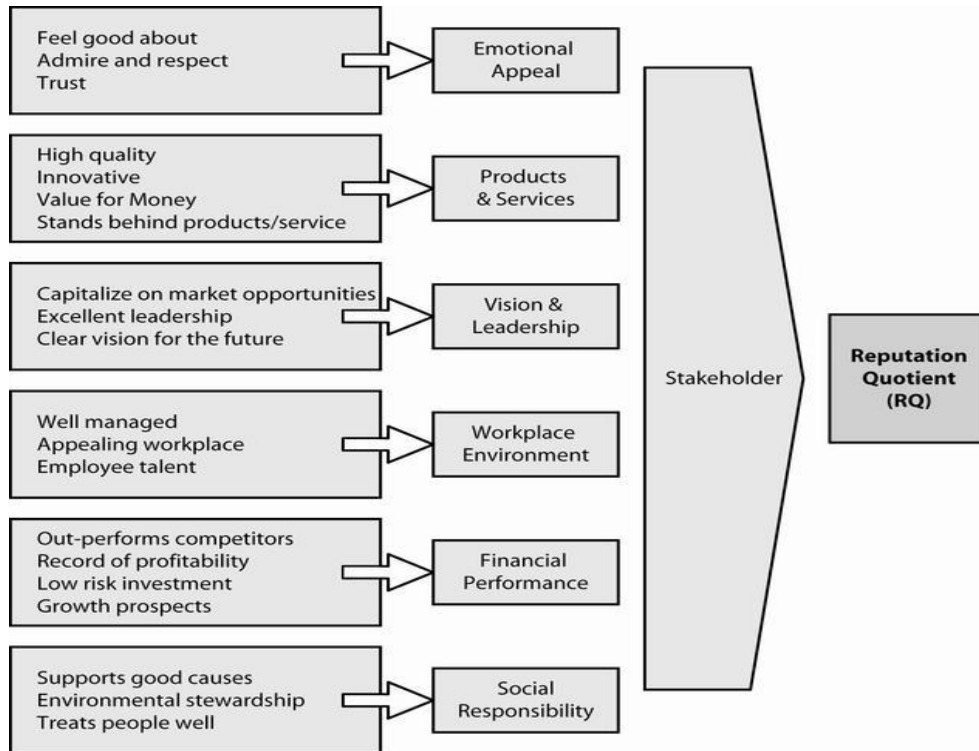 Feel good about
Admire and respect
Trust
Emotional
Appeal
High quality
Innovative
Value for Money
Stands behind products/service
Products
& Services
Capitalize on market opportunities
Excellent leadership
Clear vision for the future
Vision &
Leadership
Well managed
Appealing workplace
Employee talent
Workplace
Environment
Out-performs competitors
Record of profitability
Low risk investment
Growth prospects
Financial
Performance
Supports good causes
Environmental stewardship
Treats people well
Social
Responsibility
Stakeholder
Reputation
Quotient
(RQ)